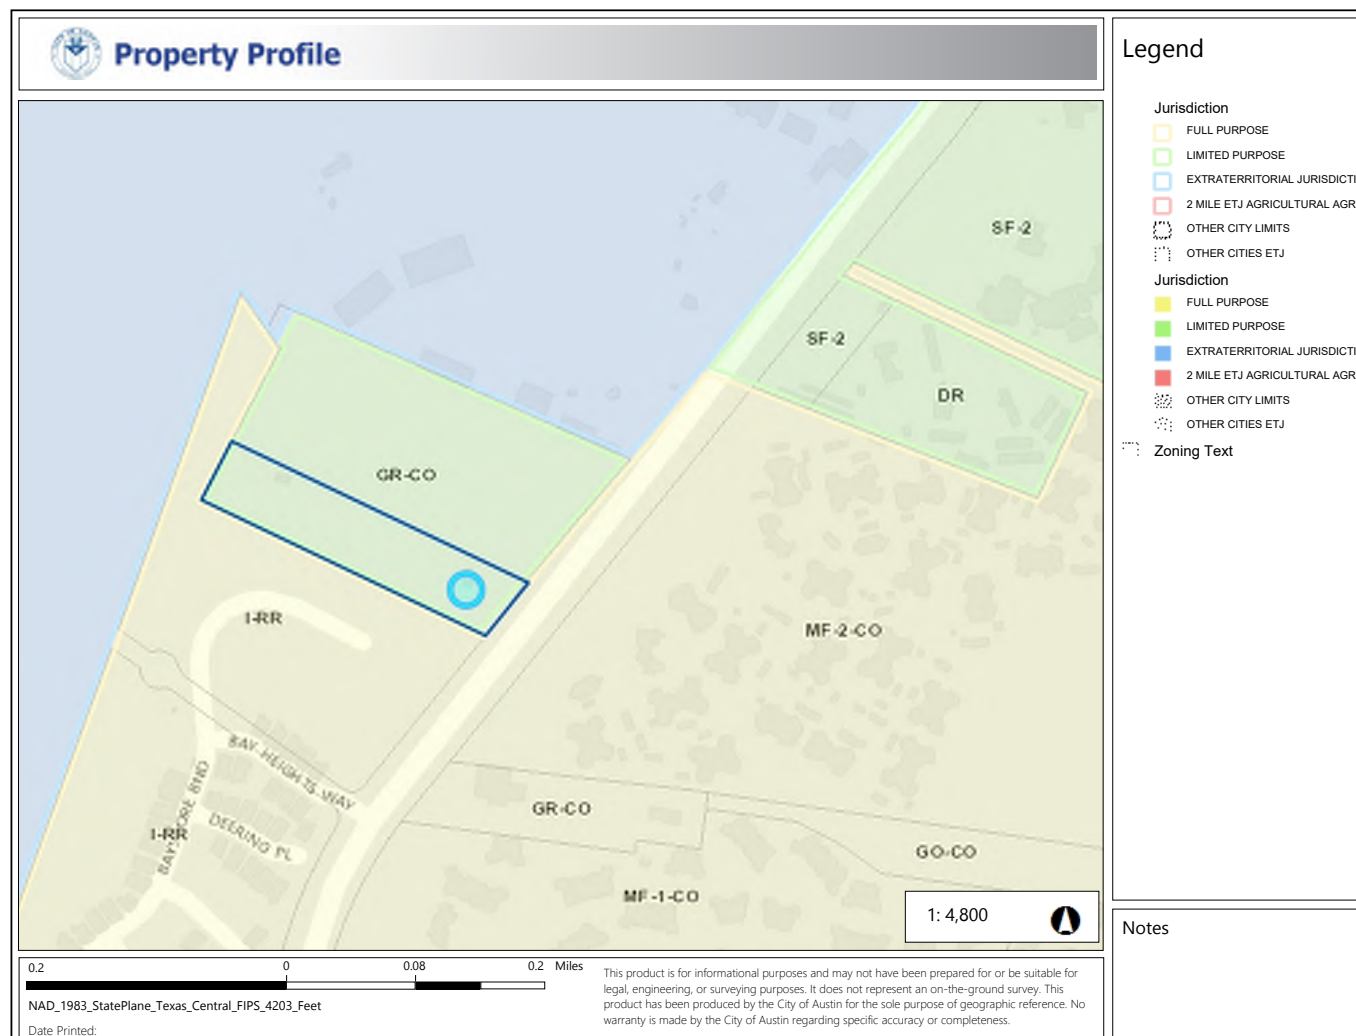 Property Profile
Legend
Jurisdiction
FULL PURPOSE
LIMITED PURPOSE
EXTRATERRITORIAL JURISDICTI
2 MILE ETJ AGRICULTURAL AGR
OTHER CITY LIMITS
OTHER CITIES ETJ
Jurisdiction
FULL PURPOSE
LIMITED PURPOSE
EXTRATERRITORIAL JURISDICTI
2 MILE ETJ AGRICULTURAL AGR
OTHER CITY LIMITS
OTHER CITIES ETJ
Zoning Text
SF-2
SF-2
DR
GR-CO
I-RR
MF-2-CO
BAY HEIGHTS WAY
BAYSHORE BND
I-RR
DEERING PL
GR-CO
GO-CO
MF-1-CO
1: 4,800
Notes
0.2 0 0.08 0.2 Miles
NAD_1983_StatePlane_Texas_Central_FIPS_4203_Feet
Date Printed:
This product is for informational purposes and may not have been prepared for or be suitable for
legal, engineering, or surveying purposes. It does not represent an on-the-ground survey. This
product has been produced by the City of Austin for the sole purpose of geographic reference. No
warranty is made by the City of Austin regarding specific accuracy or completeness.